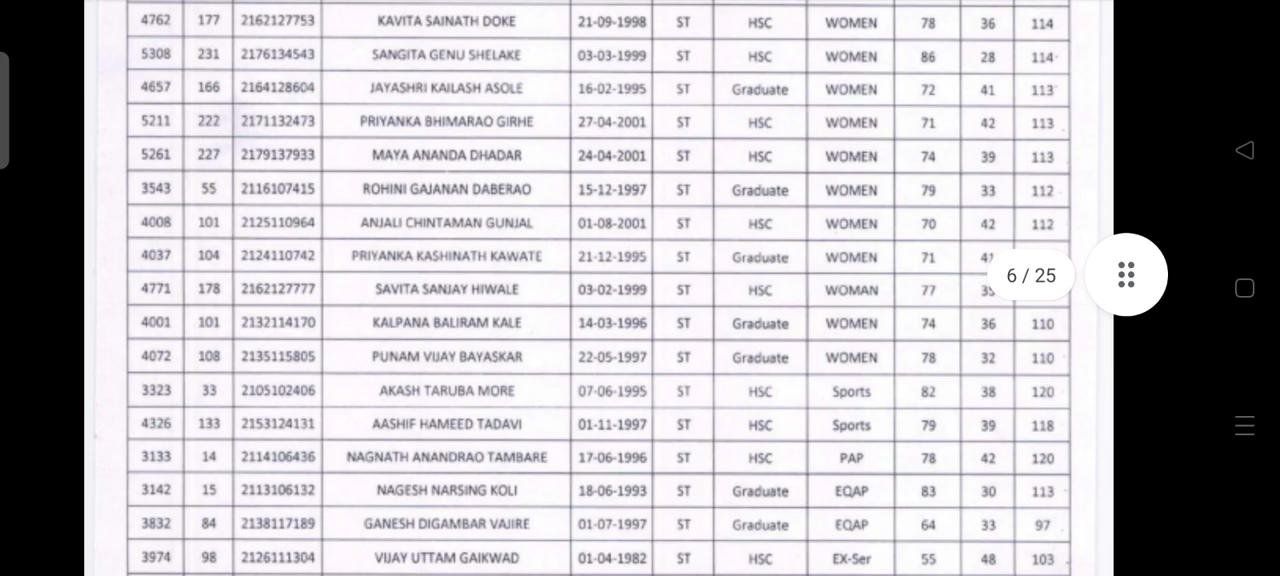 4762 177 2162127753 KAVITA SAINATH DOKE 21-09-1998 ST HSC WOMEN 78 36 114
5308 231 2176134543 SANGITA GENU SHELAKE 03-03-1999 ST HSC WOMEN 86 28 114
4657 166 2164128604 JAYASHRI KAILASH ASOLE 16-02-1995 ST Graduate WOMEN 72 41 113
5211 222 2171132473 PRIYANKA BHIMARAO GIRHE 27-04-2001 ST HSC WOMEN 71 42 113
5261 227 2179137933 MAYA ANANDA DHADAR 24-04-2001 ST HSC WOMEN 74 39 113
3543 55 2116107415 ROHINI GAJANAN DABERAO 15-12-1997 ST Graduate WOMEN 79 33 112
4008 101 2125110964 ANJALI CHINTAMAN GUNJAL 01-08-2001 ST HSC WOMEN 70 42 112
4037 104 2124110742 PRIYANKA KASHINATH KAWATE 21-12-1995 ST Graduate WOMEN 71
6 / 25
4771 178 2162127777 SAVITA SANJAY HIWALE 03-02-1999 ST HSC WOMAN 77
4001 101 2132114170 KALPANA BALIRAM KALE 14-03-1996 ST Graduate WOMEN 74 36 110
4072 108 2135115805 PUNAM VIJAY BAYASKAR 22-05-1997 ST Graduate WOMEN 78 32 110
3323 33 2105102406 AKASH TARUBA MORE 07-06-1995 ST HSC Sports 82 38 120
4326 133 2153124131 AASHIF HAMEED TADAVI 01-11-1997 ST HSC Sports 79 39 118
3133 14 2114106436 NAGNATH ANANDRAO TAMBARE 17-06-1996 ST HSC PAP 78 42 120
3142 15 2113106132 NAGESH NARSING KOLI 18-06-1993 ST Graduate EQAP 83 30 113
3832 84 2138117189 GANESH DIGAMBAR VAJIRE 01-07-1997 ST Graduate EQAP 64 33 97
3974 98 2126111304 VIJAY UTTAM GAIKWAD 01-04-1982 ST HSC EX-Ser 55 48 103